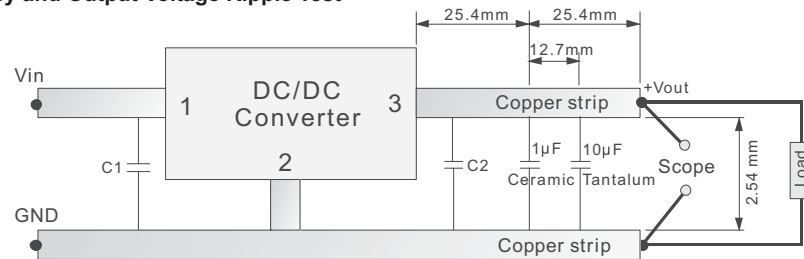 and Output Voltage Ripple Test
25.4mm 25.4mm
12.7mm
Vin
+Vout
1
DC/DC
Converter
3
Copper strip
2
C1
C2
1μF
10μF
Ceramic Tantalum
Scope
2.54 mm
Load
GND
Copper strip